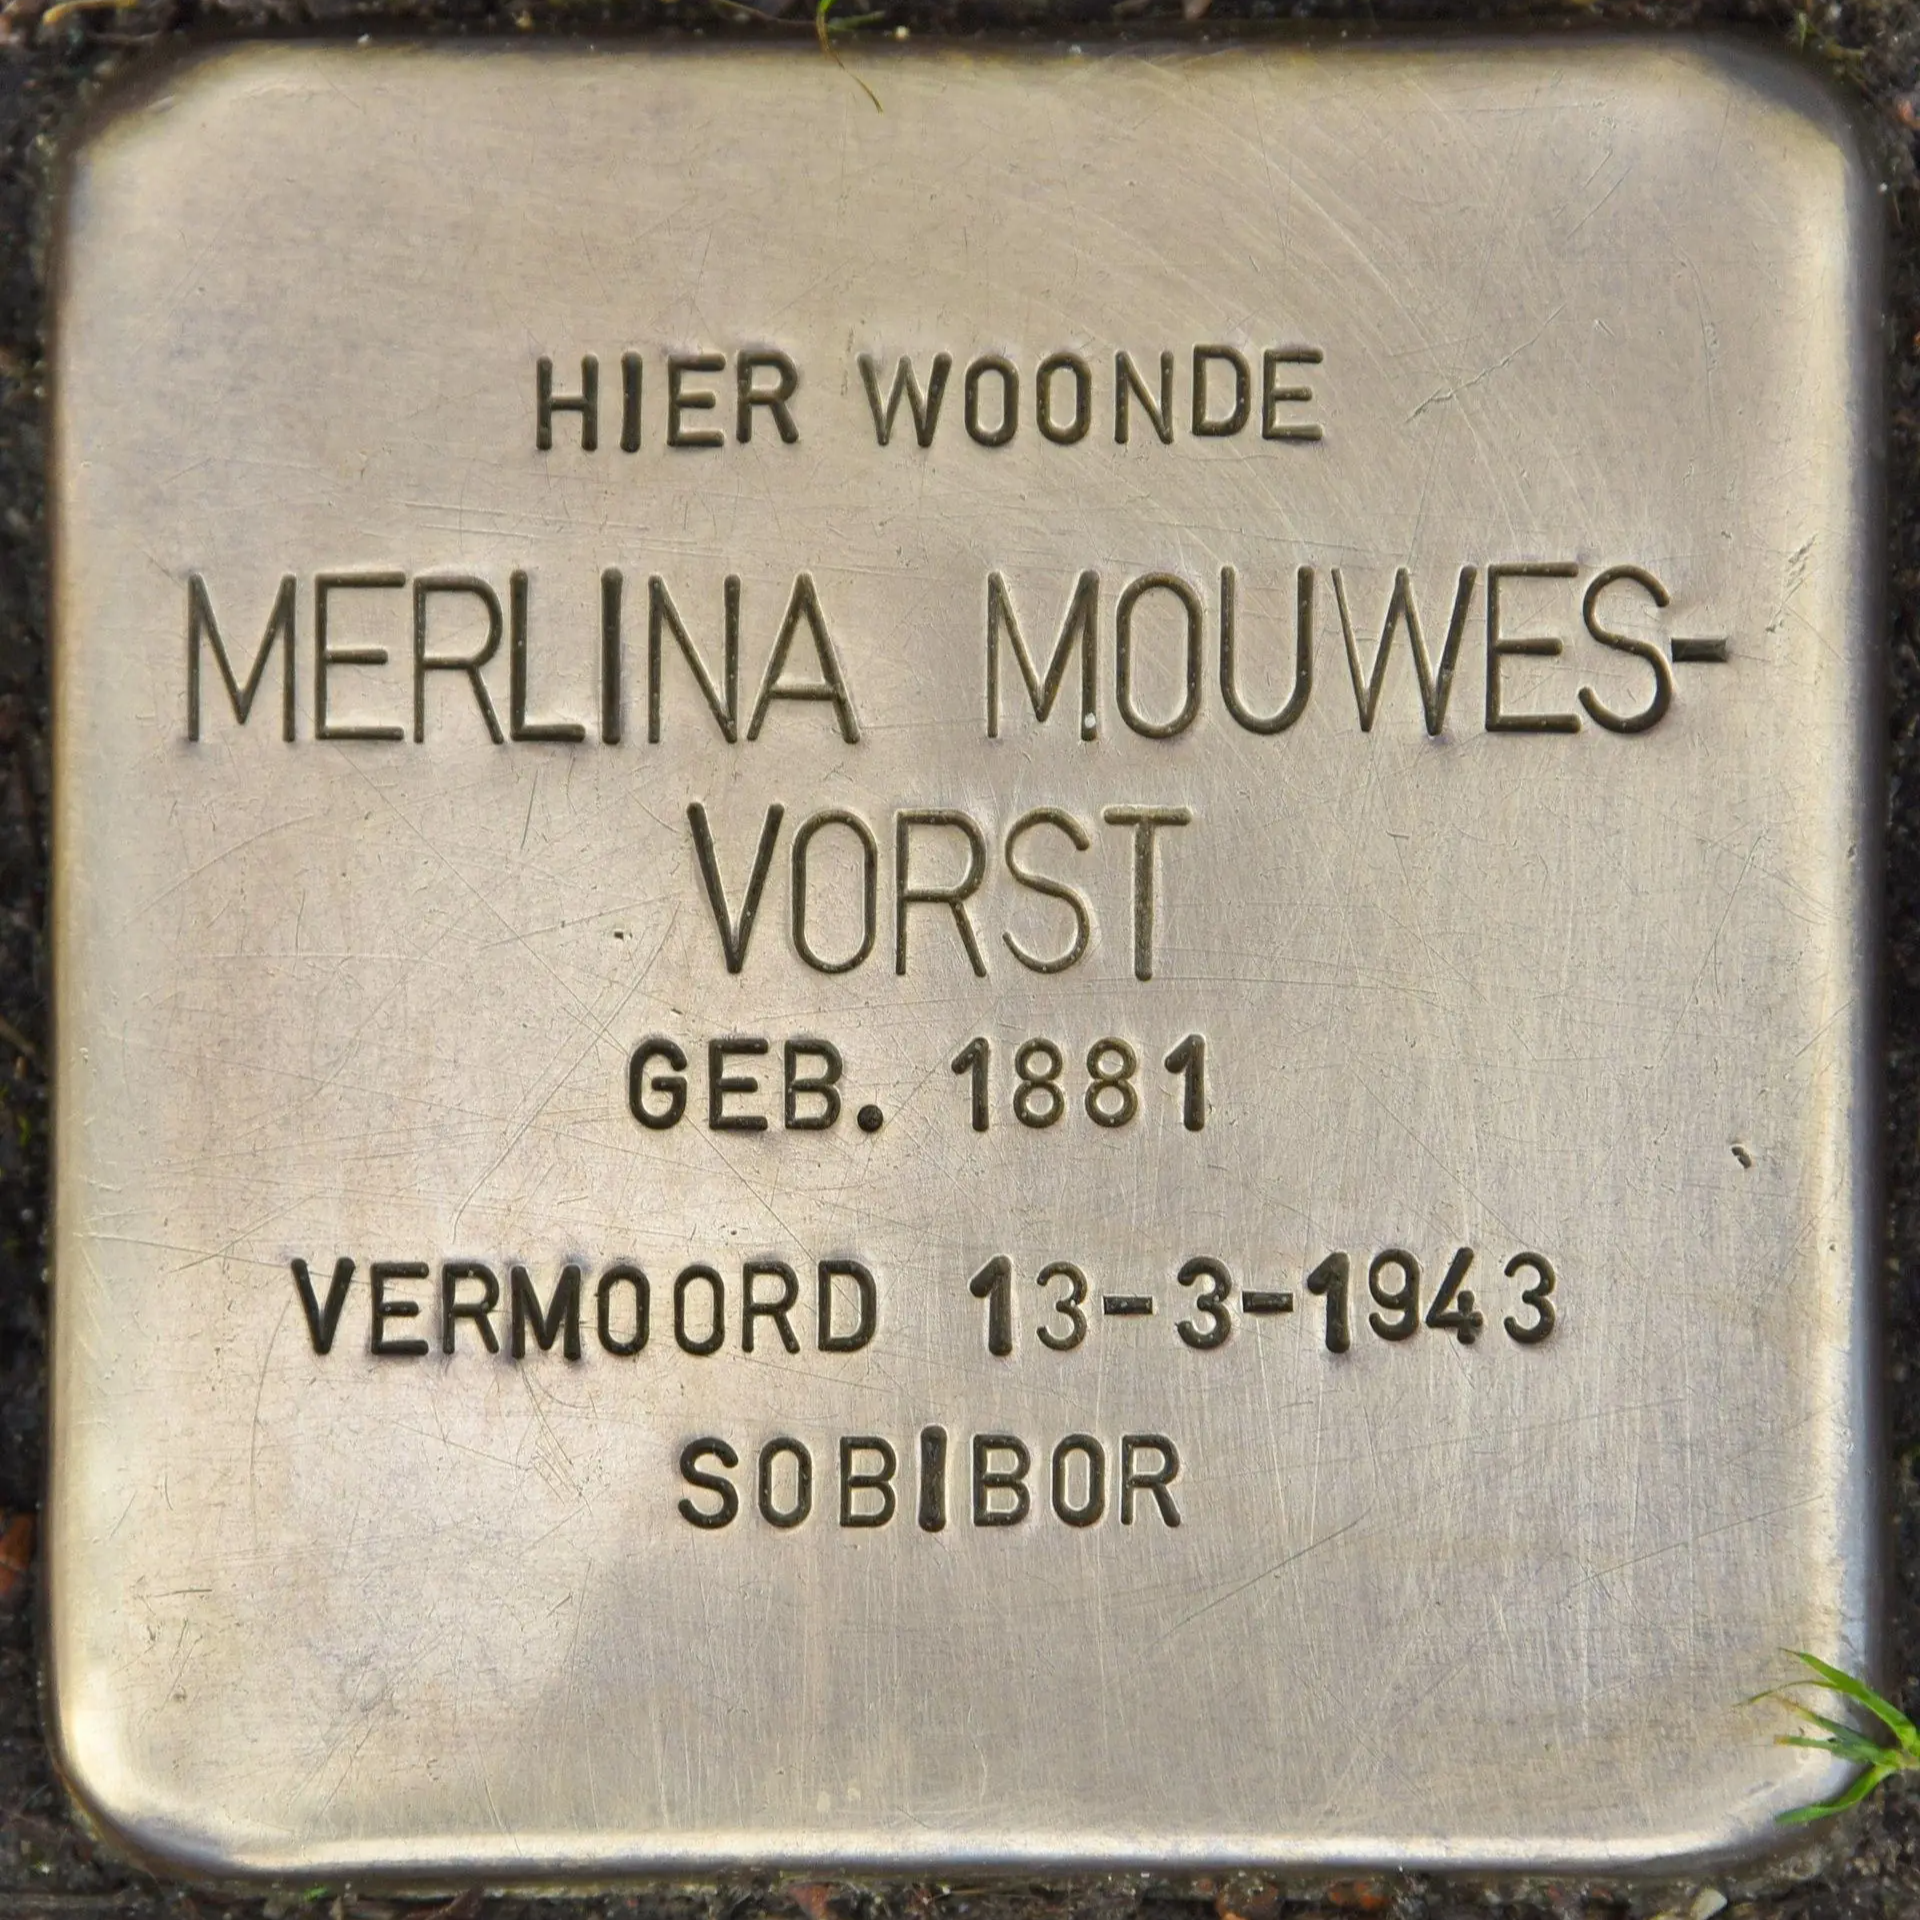 HIER WOONDE
MERLINA MOUWES-
VORST
GEB. 1881
VERMOORD 13-3-1943
SOBIBOR